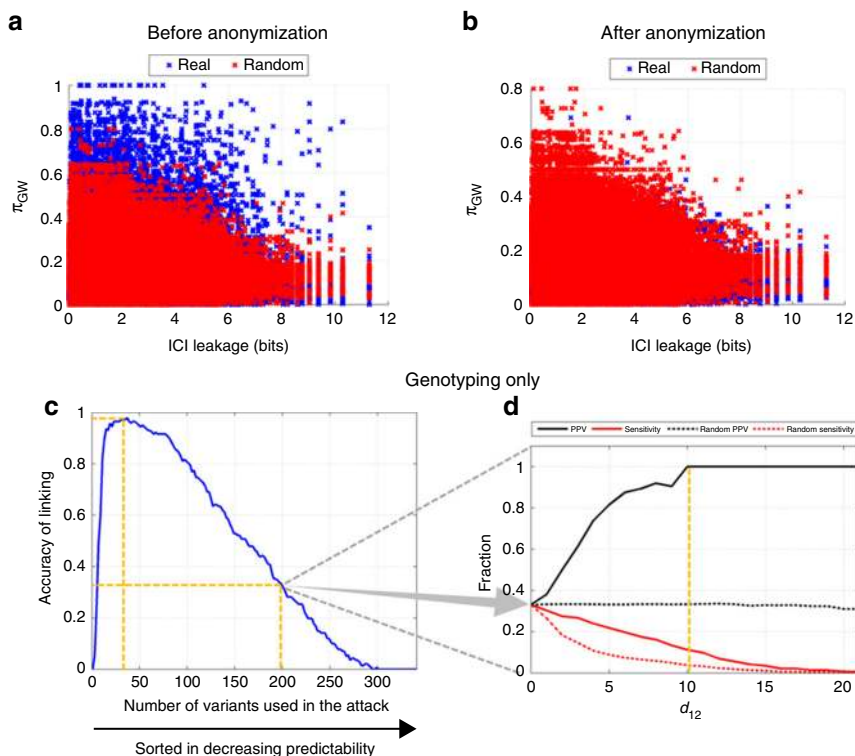 a
Before anonymization
Real
Random
1
0.8
0.6
0.4
0.2
0
π_GW
0 2 4 6 8 10 12
ICI leakage (bits)
b
After anonymization
Real
Random
0.8
0.6
0.4
0.2
0
π_GW
0 2 4 6 8 10 12
ICI leakage (bits)
Genotyping only
c
1
0.8
0.6
0.4
0.2
0
Accuracy of linking
0 50 100 150 200 250 300
Number of variants used in the attack
Sorted in decreasing predictability
d
PPV Sensitivity Random PPV Random sensitivity
1
0.8
0.6
0.4
0.2
0
Fraction
0 5 10 15 20
d_12